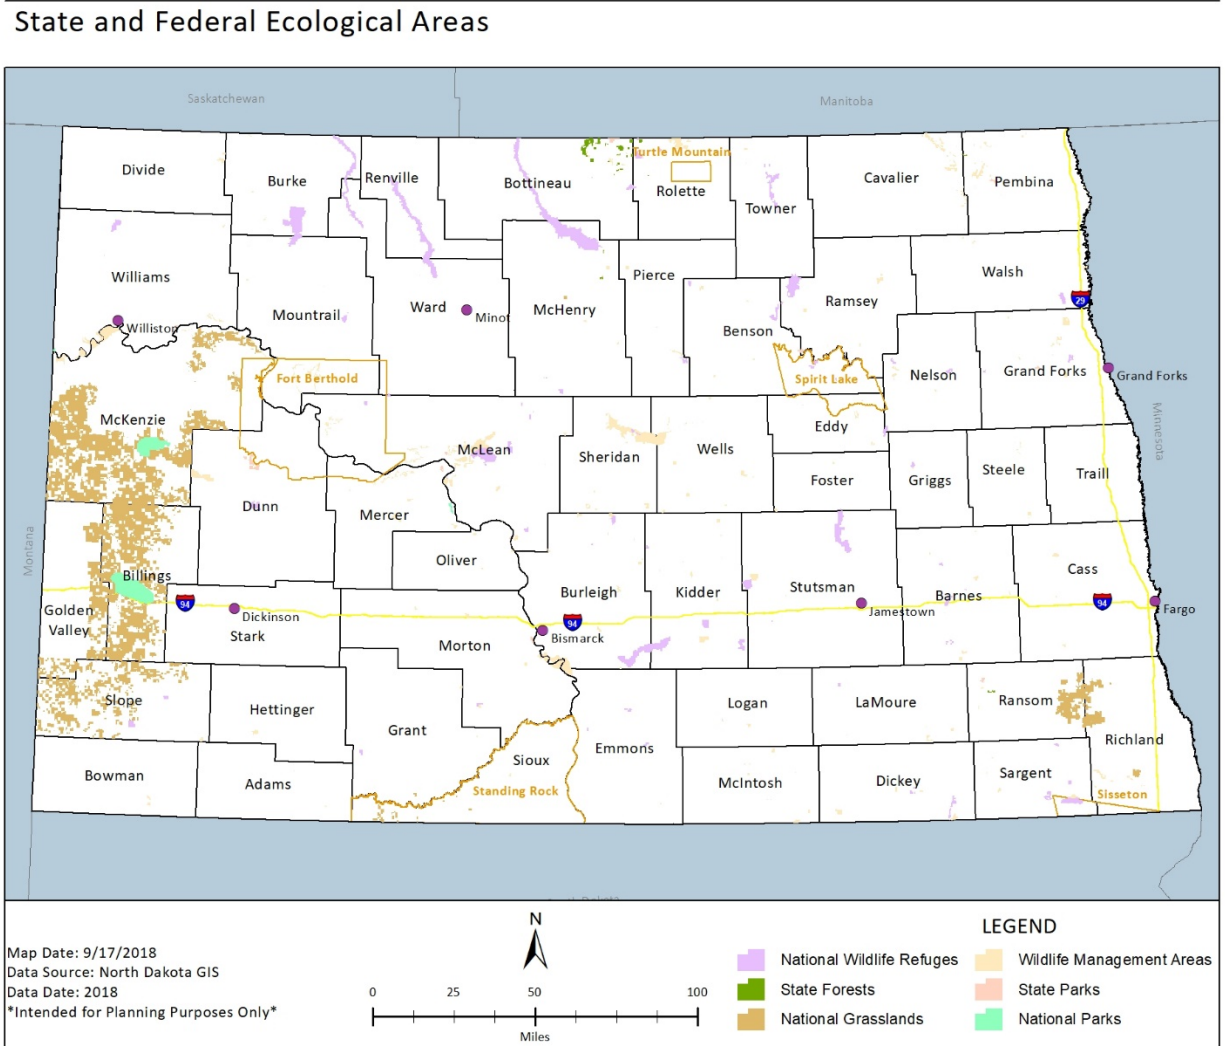 State and Federal Ecological Areas
Saskatchewan
Manitoba
Turtle Mountain
Divide
Burke
Renville
Bottineau
Rolette
Towner
Cavalier
Pembina
Williams
Mountrail
Ward
Minot
McHenry
Pierce
Benson
Ramsey
Walsh
29
Williston
Fort Berthold
Spirit Lake
Nelson
Grand Forks
Grand Forks
Minnesota
McKenzie
McLean
Sheridan
Wells
Eddy
Foster
Griggs
Steele
Traill
Dunn
Mercer
Oliver
Montana
Billings
Golden
Valley
94
Dickinson
Stark
Morton
Burleigh
94
Bismarck
Kidder
Stutsman
Jamestown
Barnes
Cass
94
Fargo
Slope
Hettinger
Grant
Sioux
Emmons
Logan
LaMoure
Ransom
Richland
Bowman
Adams
Standing Rock
McIntosh
Dickey
Sargent
Sisseton
N
LEGEND
Map Date: 9/17/2018
Data Source: North Dakota GIS
Data Date: 2018
*Intended for Planning Purposes Only*
0 25 50 100
Miles
National Wildlife Refuges
State Forests
National Grasslands
Wildlife Management Areas
State Parks
National Parks